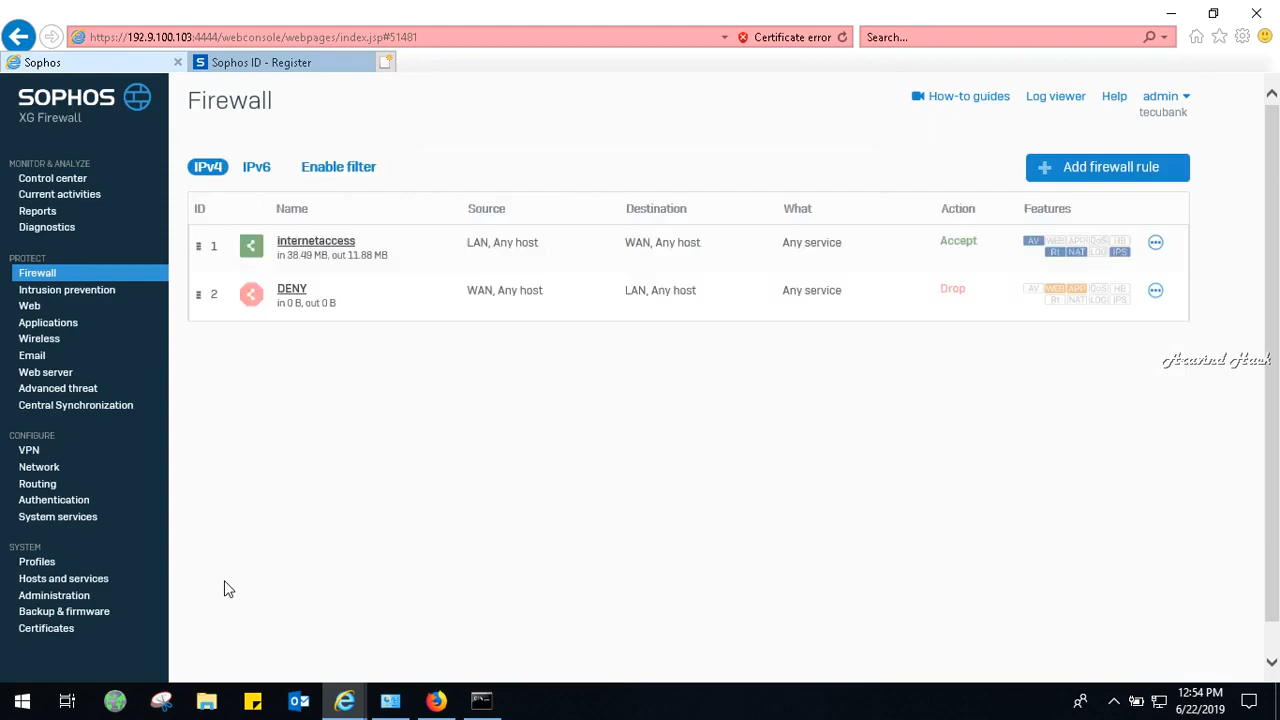 https://192.9.100.103:4444/webconsole/webpages/index.jsp#51481
Certificate error
Search...
Sophos
Sophos ID - Register
SOPHOS
XG Firewall
Firewall
How-to guides
Log viewer
Help
admin
tecubank
MONITOR & ANALYZE
Control center
Current activities
Reports
Diagnostics
PROTECT
Firewall
Intrusion prevention
Web
Applications
Wireless
Email
Web server
Advanced threat
Central Synchronization
CONFIGURE
VPN
Network
Routing
Authentication
System services
SYSTEM
Profiles
Hosts and services
Administration
Backup & firmware
Certificates
IPv4
IPv6
Enable filter
Add firewall rule
ID Name Source Destination What Action Features
1 internetaccess LAN, Any host WAN, Any host Any service Accept AV WEB APP QoS HB
in 38.49 MB, out 11.88 MB Rt NAT LOG IPS
2 DENY WAN, Any host LAN, Any host Any service Drop AV WEB APP QoS HB
in 0 B, out 0 B Rt NAT LOG IPS
Aravind Hask
12:54 PM
6/22/2019